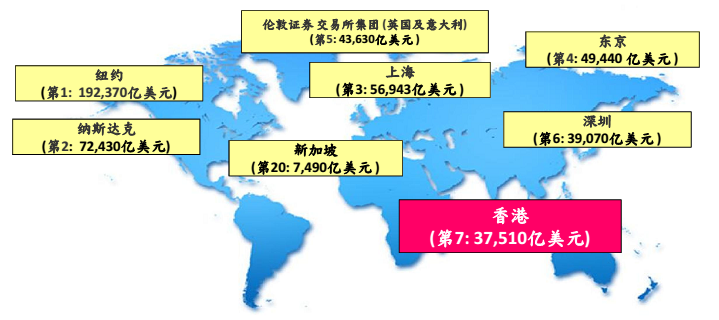 伦敦证券交易所集团 (英国及意大利)
(第5: 43,630亿美元)
东京
(第4: 49,440 亿美元)
纽约
(第1: 192,370亿美元)
上海
(第3: 56,943亿美元)
纳斯达克
(第2: 72,430亿美元)
深圳
(第6: 39,070亿美元)
新加坡
(第20: 7,490亿美元)
香港
(第7: 37,510亿美元)